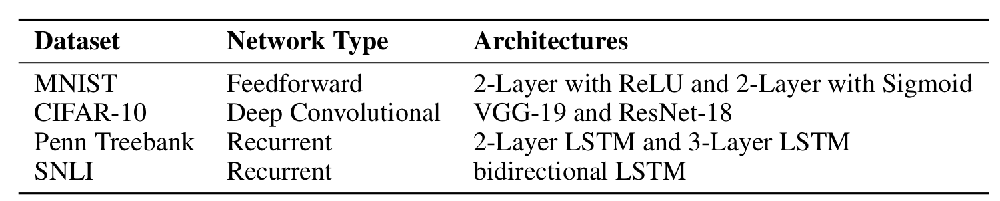 Dataset Network Type Architectures
MNIST Feedforward 2-Layer with ReLU and 2-Layer with Sigmoid
CIFAR-10 Deep Convolutional VGG-19 and ResNet-18
Penn Treebank Recurrent 2-Layer LSTM and 3-Layer LSTM
SNLI Recurrent bidirectional LSTM